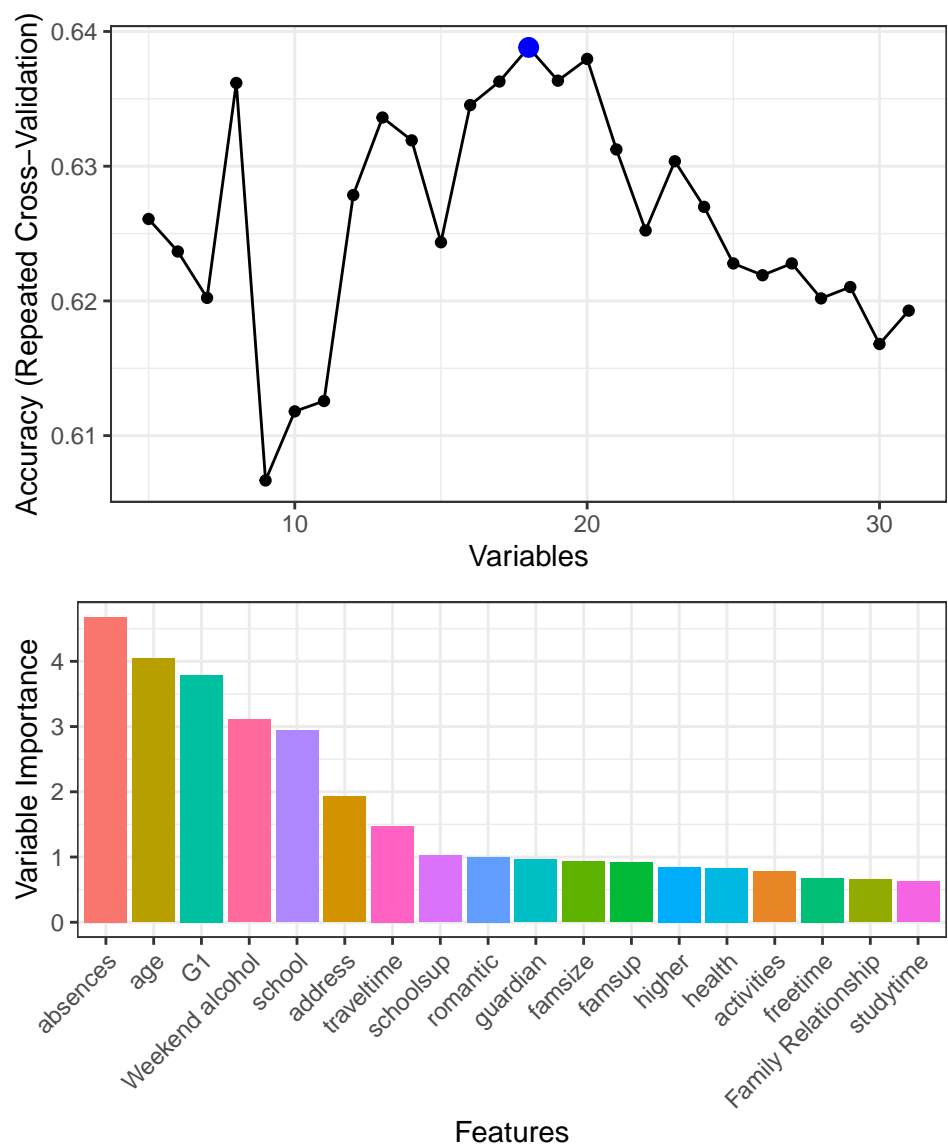 Accuracy (Repeated Cross−Validation)
0.64
0.63
0.62
0.61
10 20 30
Variables
Variable Importance
4
3
2
1
0
absences age G1 Weekend alcohol school address traveltime schoolsup romantic guardian famsize famsup higher health activities freetime Family Relationship studytime
Features